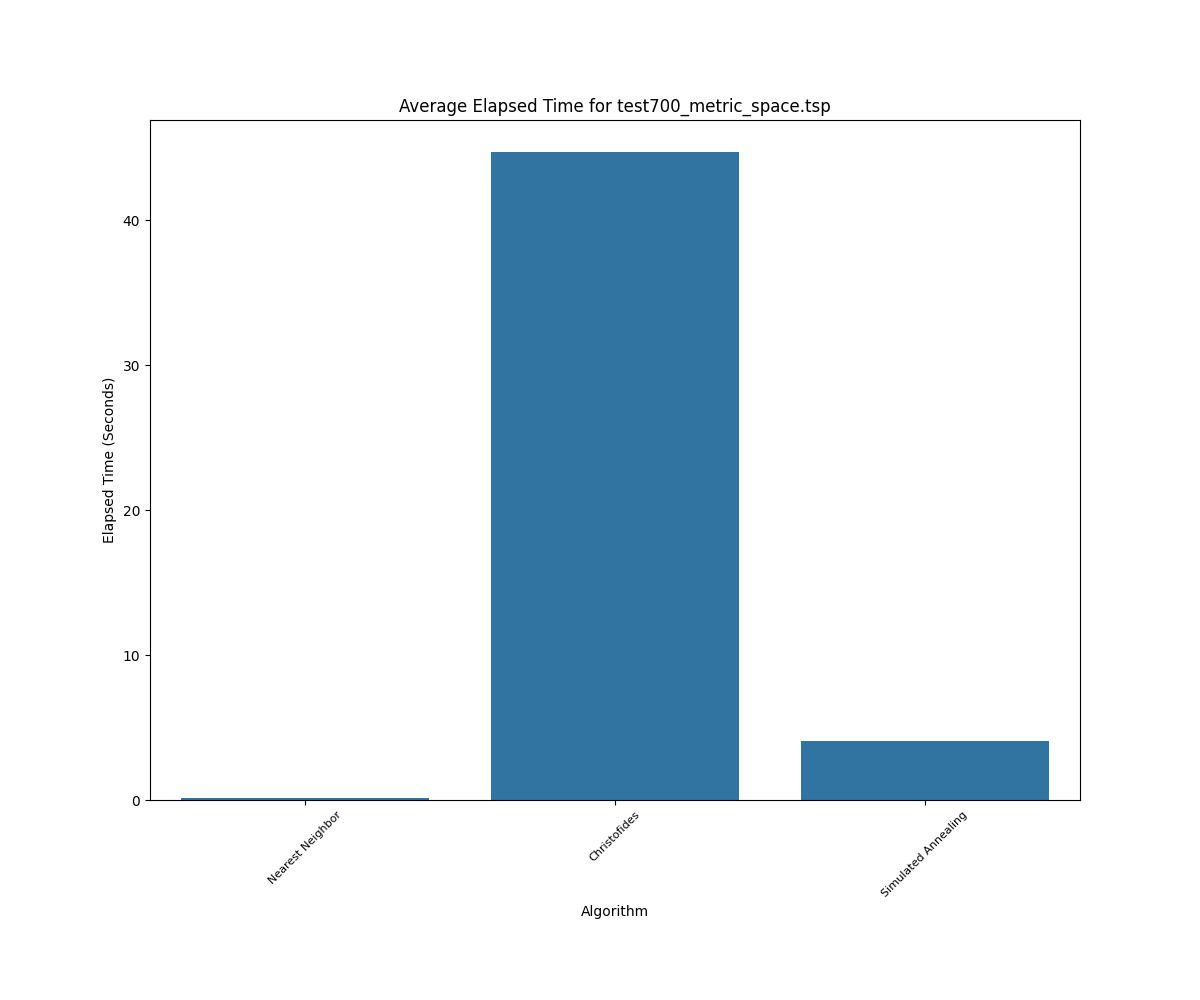 Average Elapsed Time for test700_metric_space.tsp
Elapsed Time (Seconds)
40
30
20
10
0
Nearest Neighbor
Christofides
Simulated Annealing
Algorithm